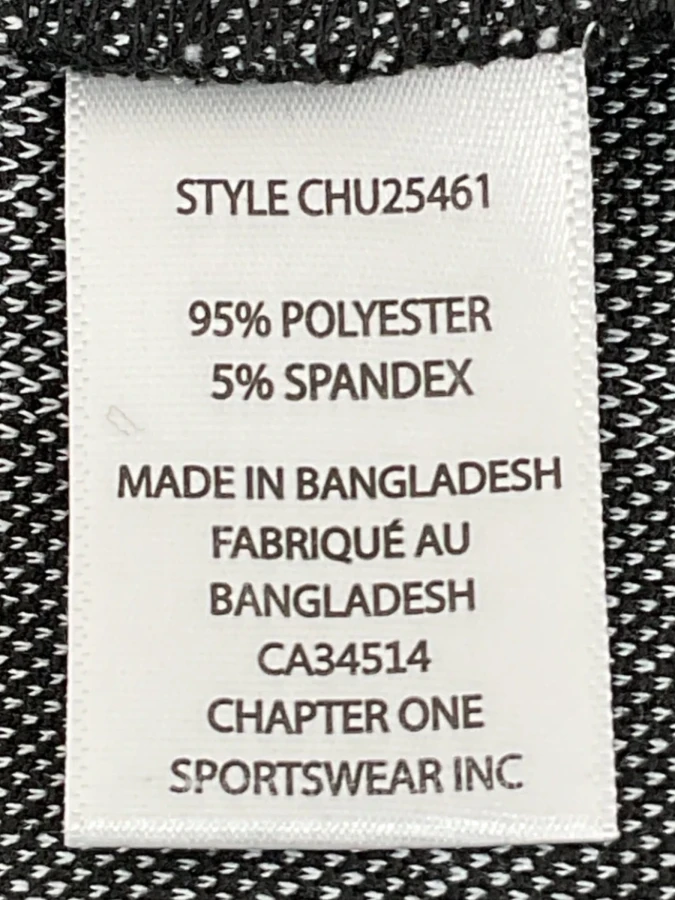 STYLE CHU25461
95% POLYESTER
5% SPANDEX
MADE IN BANGLADESH
FABRIQUÉ AU
BANGLADESH
CA34514
CHAPTER ONE
SPORTSWEAR INC